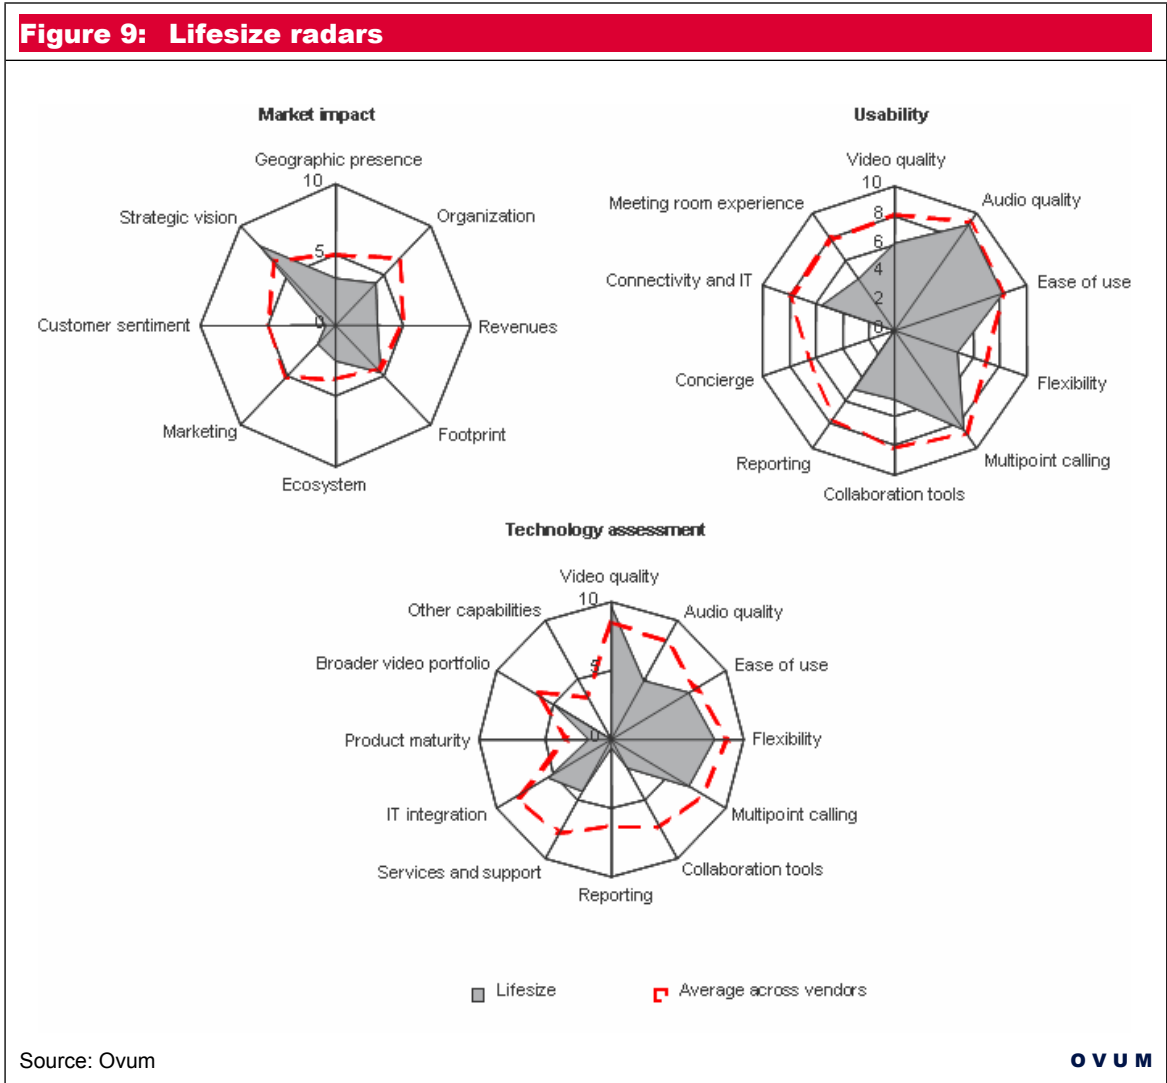 Figure 9: Lifesize radars
Market impact
Geographic presence
10
Strategic vision
Organization
5
Customer sentiment
0
Revenues
Marketing
Footprint
Ecosystem
Usability
Video quality
10
Meeting room experience
Audio quality
8
6
Connectivity and IT
4
Ease of use
2
0
Concierge
Flexibility
Reporting
Multipoint calling
Collaboration tools
Technology assessment
Video quality
10
Other capabilities
Audio quality
Broader video portfolio
5
Ease of use
Product maturity
0
Flexibility
IT integration
Multipoint calling
Services and support
Collaboration tools
Reporting
Lifesize
Average across vendors
Source: Ovum
OVUM